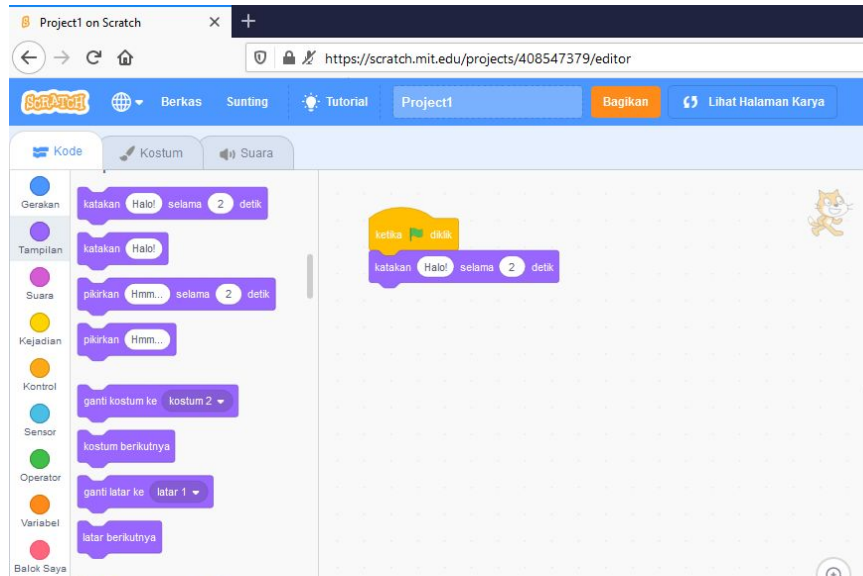 Project1 on Scratch
https://scratch.mit.edu/projects/408547379/editor
SCRATCH Berkas Sunting Tutorial Project1 Bagikan Lihat Halaman Karya
Kode Kostum Suara
Gerakan
Tampilan
Suara
Kejadian
Kontrol
Sensor
Operator
Variabel
Balok Saya
katakan Halo! selama 2 detik
katakan Halo!
pikirkan Hmm... selama 2 detik
pikirkan Hmm...
ganti kostum ke kostum 2
kostum berikutnya
ganti latar ke latar 1
latar berikutnya
ketika diklik
katakan Halo! selama 2 detik